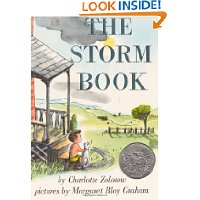 LOOK INSIDE!
THE
STORM
BOOK
by Charlotte Zolotow
pictures by Margaret Bloy Graham